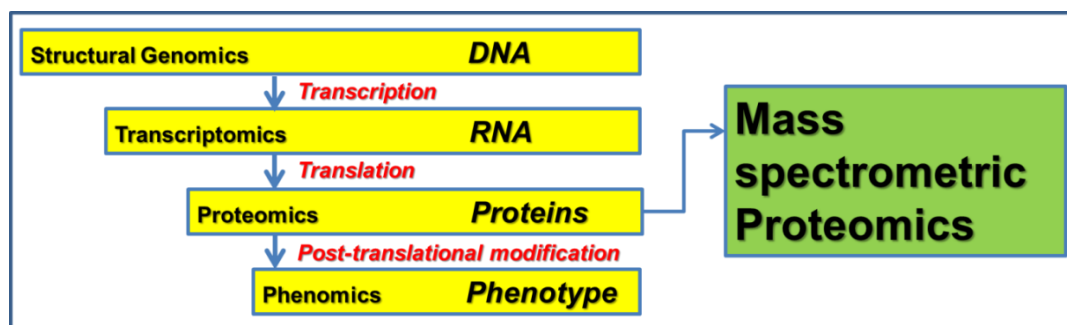 Structural Genomics DNA
Transcription
Transcriptomics RNA
Translation
Proteomics Proteins
Post-translational modification
Phenomics Phenotype
Mass
spectrometric
Proteomics